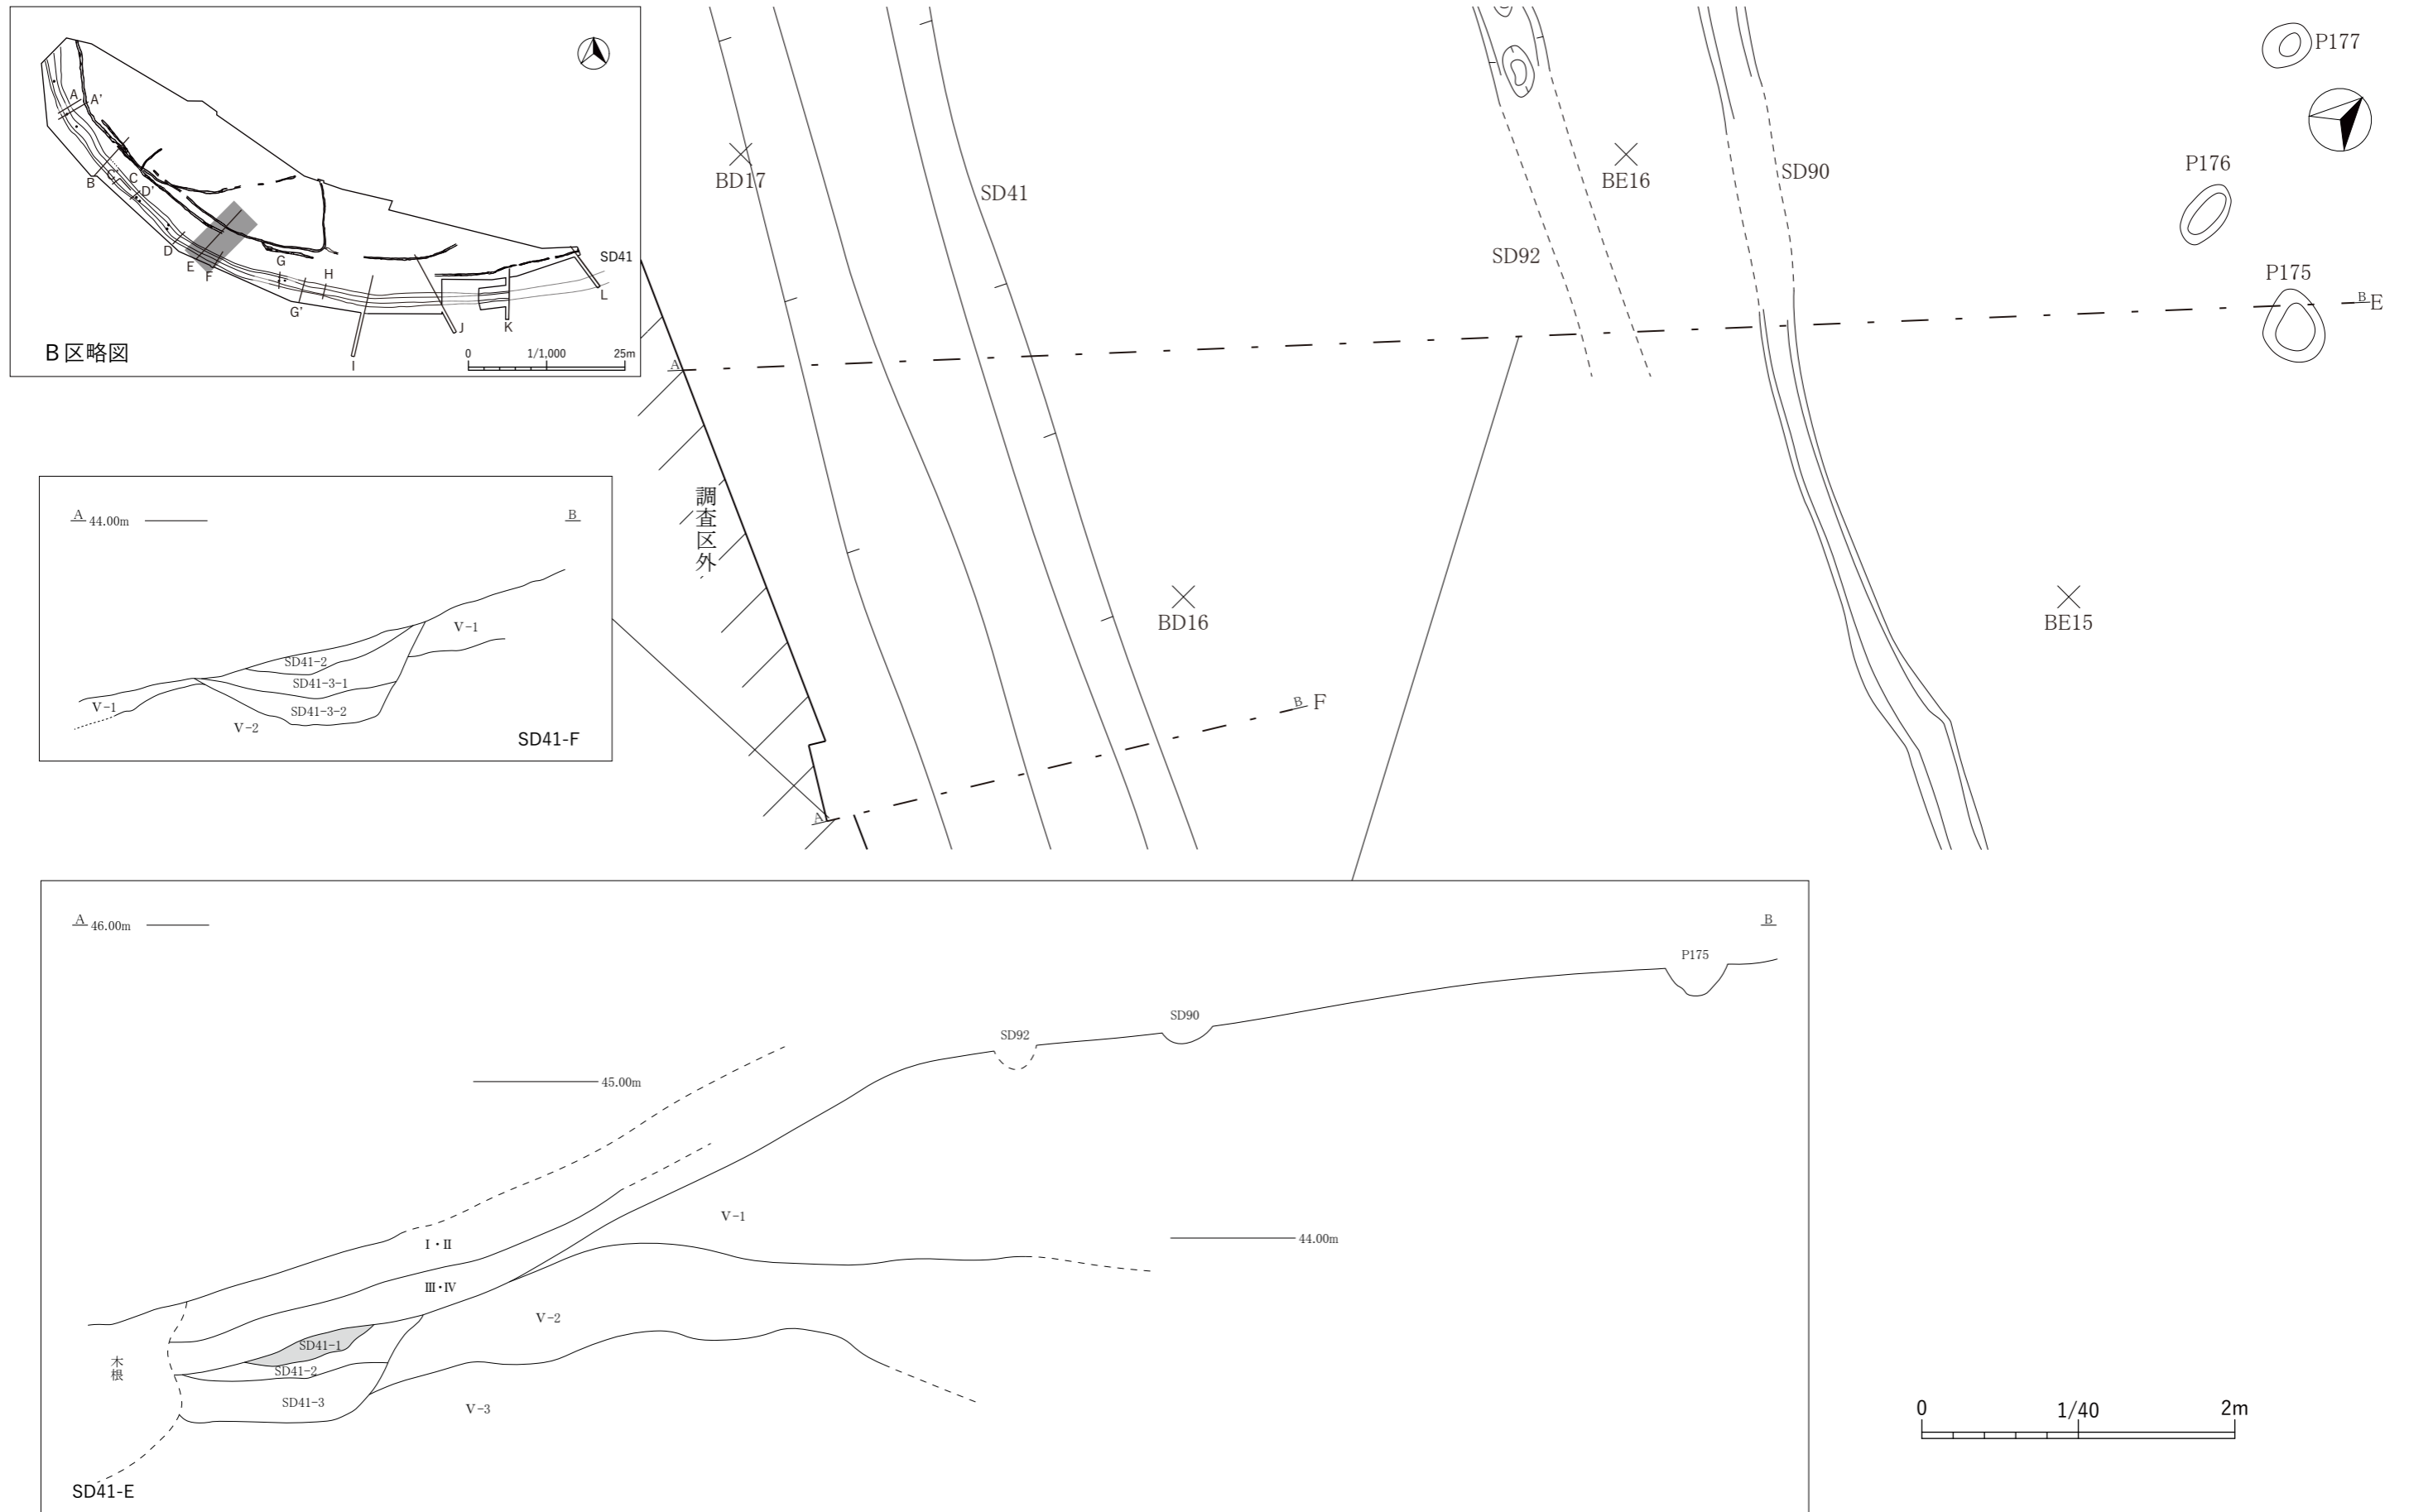 A
A'
B
C'
C
D'
D
E
F
G
G'
H
I
J
K
L
SD41
B区略図
0 1/1,000 25m
BD17
SD41
SD92
BE16
SD90
P177
P176
P175
A
B E
調査区外
BD16
BE15
A
B F
A 44.00m
B
V-1
SD41-2
SD41-3-1
SD41-3-2
V-1
V-2
SD41-F
A 46.00m
B
P175
SD90
SD92
45.00m
V-1
44.00m
Ⅰ・Ⅱ
Ⅲ・Ⅳ
V-2
SD41-1
SD41-2
SD41-3
V-3
木根
SD41-E
0 1/40 2m